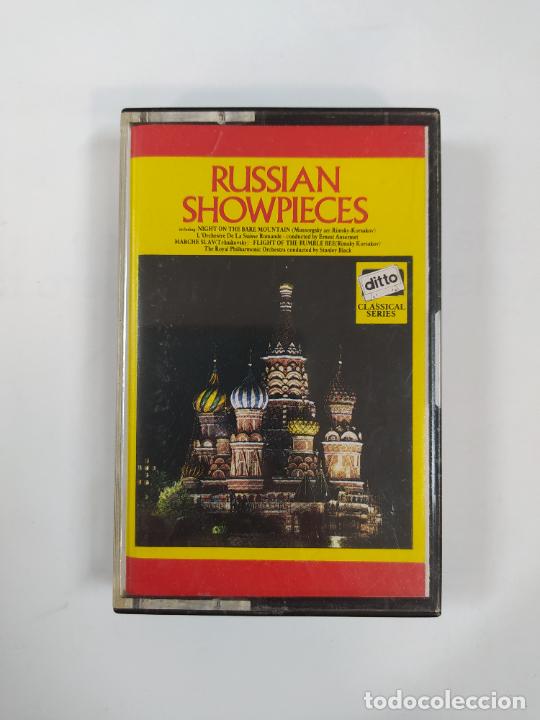 RUSSIAN
SHOWPIECES
including NIGHT ON THE BARE MOUNTAIN (Mussorgsky arr Rimsky-Korsakov)
L'Orchestre De La Suisse Romande - conducted by Ernest Ansermet
MARCHE SLAV(Tchaikovsky) FLIGHT OF THE BUMBLE BEE(Rimsky Korsakov)
The Royal Philharmonic Orchestra conducted by Stanley Black
ditto
CLASSICAL
SERIES
todocoleccion